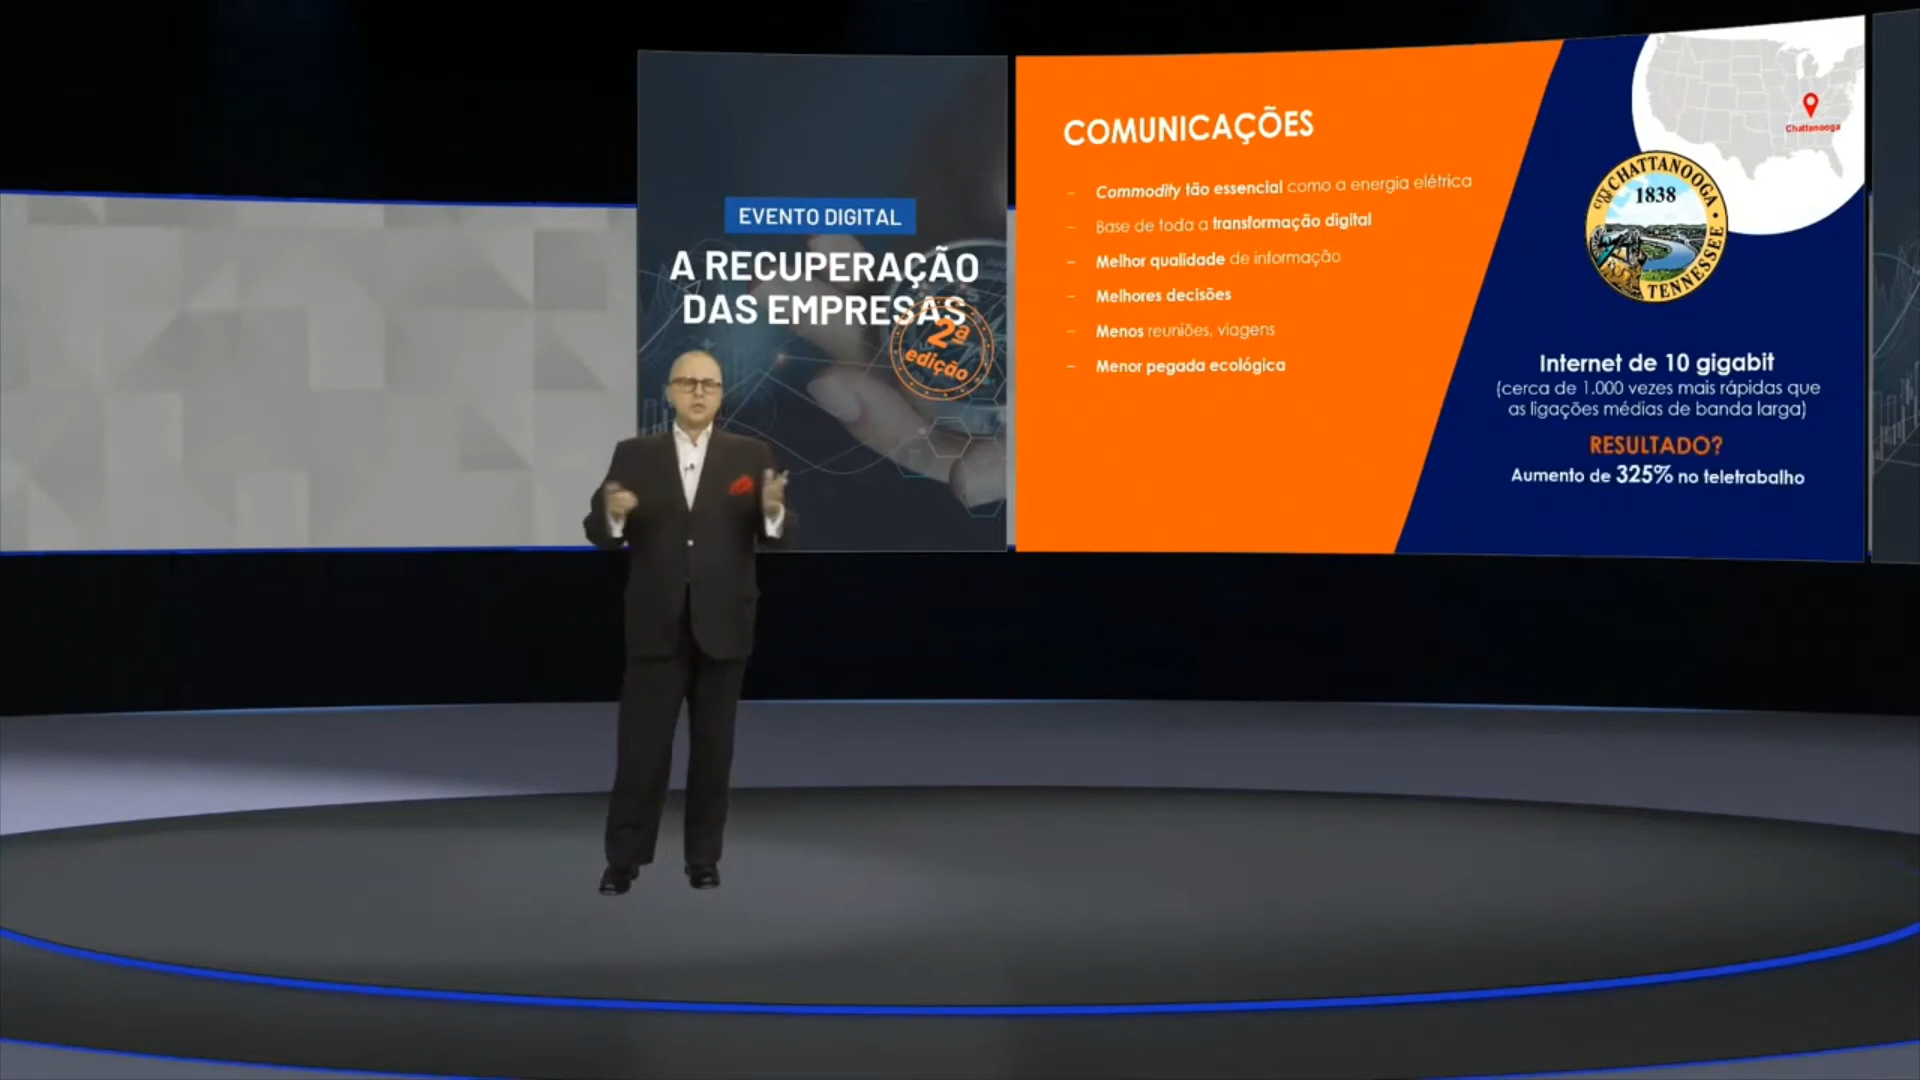 EVENTO DIGITAL
A RECUPERAÇÃO
DAS EMPRESAS
2ª
edição
COMUNICAÇÕES
– Commodity tão essencial como a energia elétrica
– Base de toda a transformação digital
– Melhor qualidade de informação
– Melhores decisões
– Menos reuniões, viagens
– Menor pegada ecológica
Chattanooga
CITY OF CHATTANOOGA • TENNESSEE
1838
Internet de 10 gigabit
(cerca de 1.000 vezes mais rápidas que
as ligações médias de banda larga)
RESULTADO?
Aumento de 325% no teletrabalho